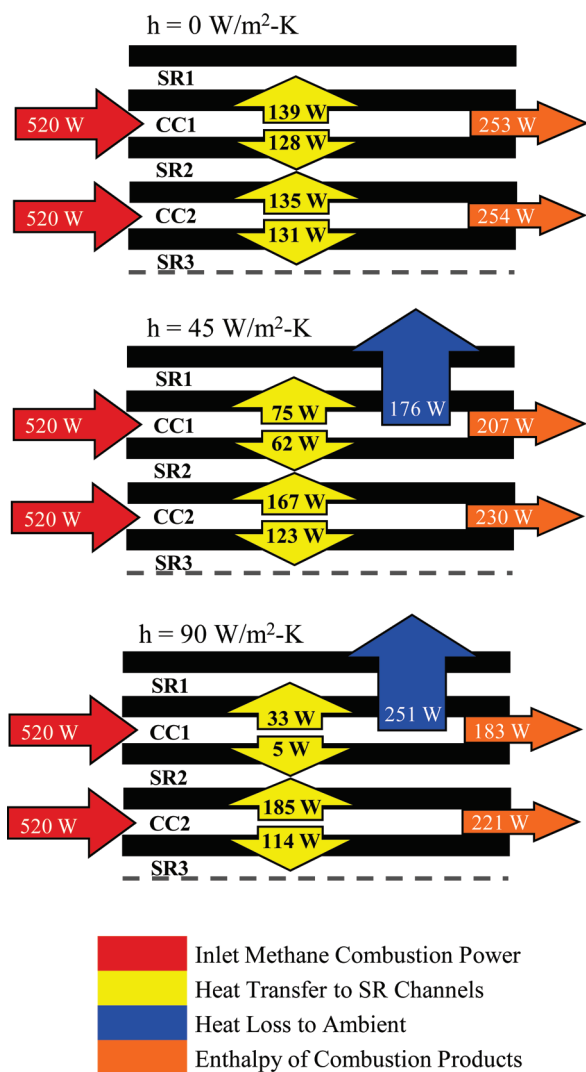 h = 0 W/m²-K
SR1
139 W
520 W
CC1
253 W
128 W
SR2
135 W
520 W
CC2
254 W
131 W
SR3
h = 45 W/m²-K
SR1
75 W
176 W
520 W
CC1
207 W
62 W
SR2
167 W
520 W
CC2
230 W
123 W
SR3
h = 90 W/m²-K
SR1
33 W
251 W
520 W
CC1
183 W
5 W
SR2
185 W
520 W
CC2
221 W
114 W
SR3
Inlet Methane Combustion Power
Heat Transfer to SR Channels
Heat Loss to Ambient
Enthalpy of Combustion Products